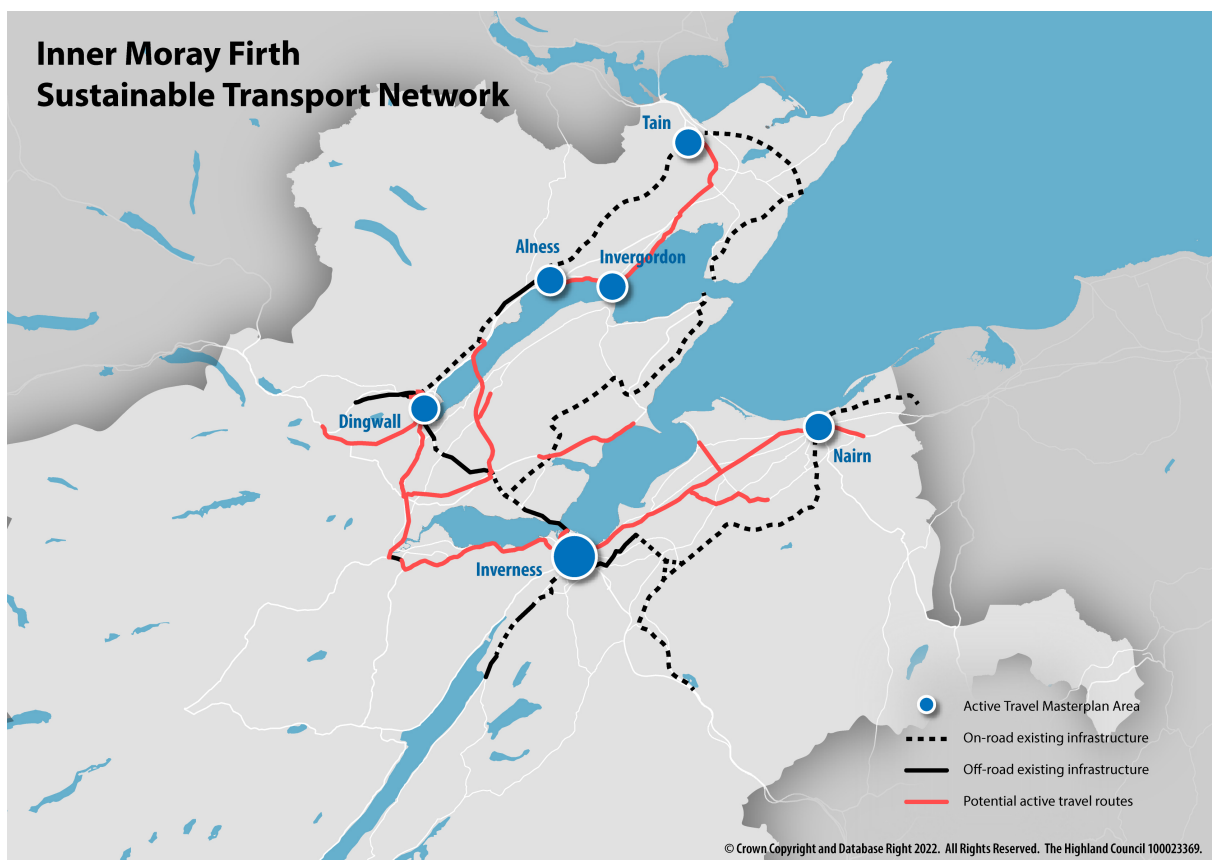 Inner Moray Firth
Sustainable Transport Network
Tain
Alness
Invergordon
Dingwall
Nairn
Inverness
Active Travel Masterplan Area
On-road existing infrastructure
Off-road existing infrastructure
Potential active travel routes
© Crown Copyright and Database Right 2022. All Rights Reserved. The Highland Council 100023369.